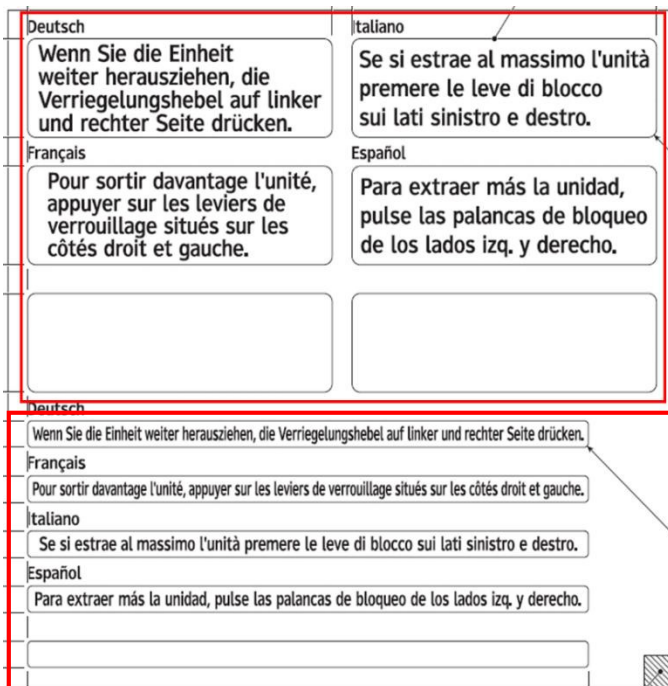 Deutsch
Wenn Sie die Einheit
weiter herausziehen, die
Verriegelungshebel auf linker
und rechter Seite drücken.
Italiano
Se si estrae al massimo l'unità
premere le leve di blocco
sui lati sinistro e destro.
Français
Pour sortir davantage l'unité,
appuyer sur les leviers de
verrouillage situés sur les
côtés droit et gauche.
Español
Para extraer más la unidad,
pulse las palancas de bloqueo
de los lados izq. y derecho.
Deutsch
Wenn Sie die Einheit weiter herausziehen, die Verriegelungshebel auf linker und rechter Seite drücken.
Français
Pour sortir davantage l'unité, appuyer sur les leviers de verrouillage situés sur les côtés droit et gauche.
Italiano
Se si estrae al massimo l'unità premere le leve di blocco sui lati sinistro e destro.
Español
Para extraer más la unidad, pulse las palancas de bloqueo de los lados izq. y derecho.